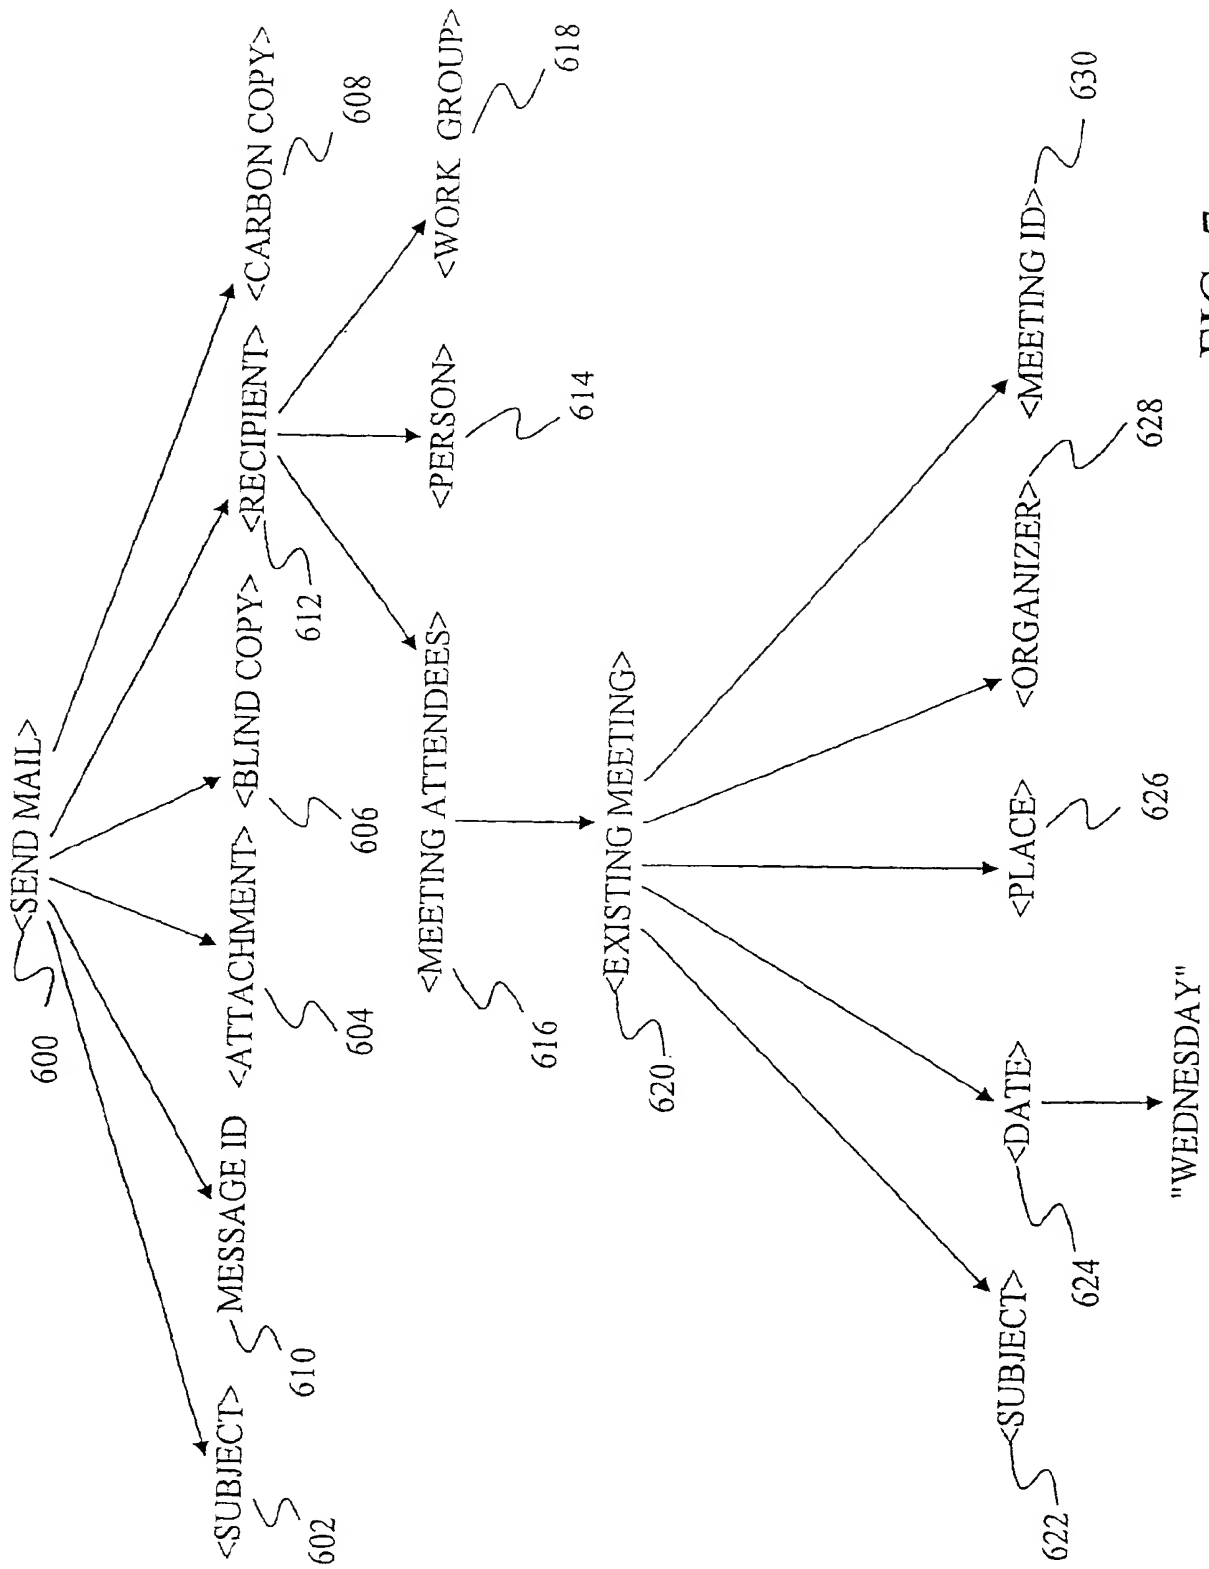 <SEND MAIL>
600
<SUBJECT>
MESSAGE ID
<ATTACHMENT>
<BLIND COPY>
<RECIPIENT>
<CARBON COPY>
602
610
604
606
612
608
<MEETING ATTENDEES>
<PERSON>
<WORK GROUP>
616
614
618
<EXISTING MEETING>
620
<SUBJECT>
<DATE>
<PLACE>
<ORGANIZER>
<MEETING ID>
622
624
626
628
630
"WEDNESDAY"